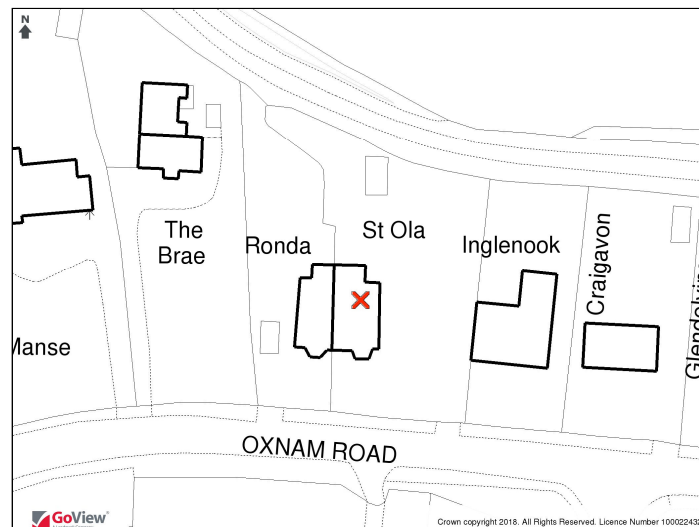 N
The
Brae
Ronda
St Ola
Inglenook
Craigavon
Manse
OXNAM ROAD
GoView
Crown copyright 2018. All Rights Reserved. Licence Number